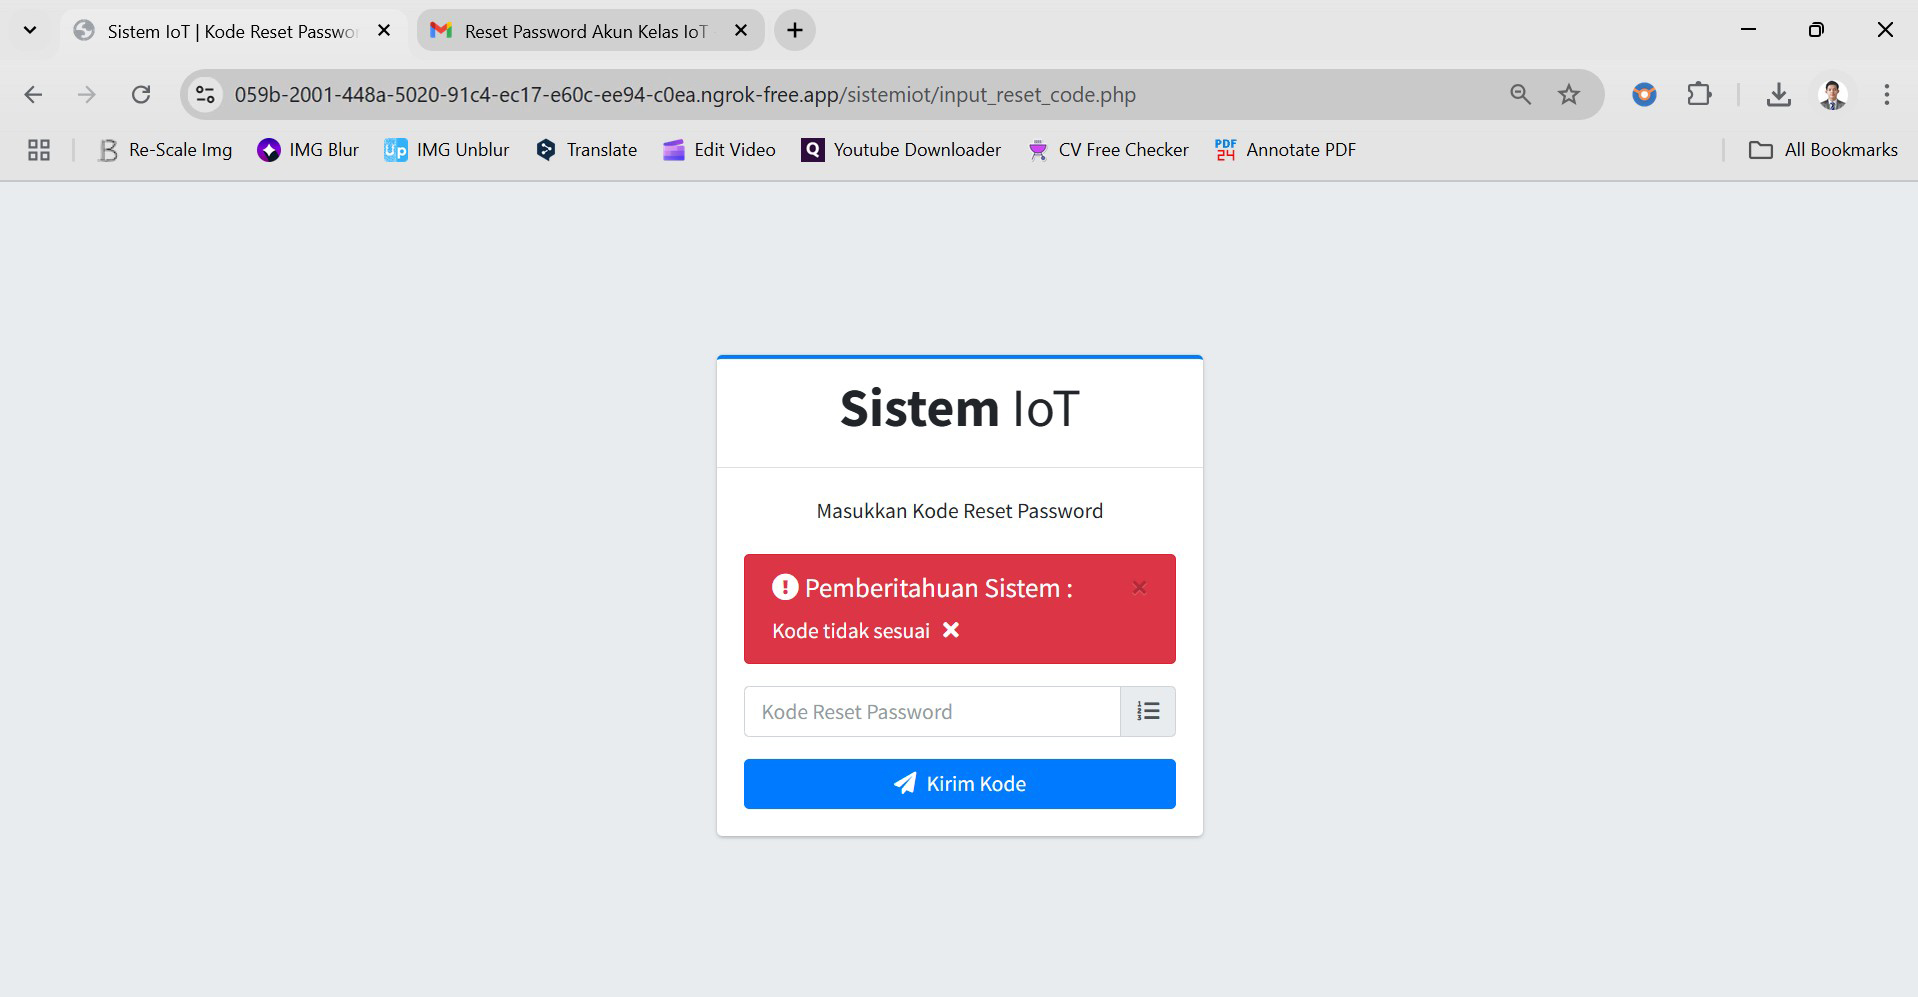 Sistem IoT | Kode Reset Passwor
Reset Password Akun Kelas IoT
059b-2001-448a-5020-91c4-ec17-e60c-ee94-c0ea.ngrok-free.app/sistemiot/input_reset_code.php
Re-Scale Img
IMG Blur
Up IMG Unblur
Translate
Edit Video
Q Youtube Downloader
CV Free Checker
PDF 24 Annotate PDF
All Bookmarks
Sistem IoT
Masukkan Kode Reset Password
Pemberitahuan Sistem :
Kode tidak sesuai
Kode Reset Password
Kirim Kode